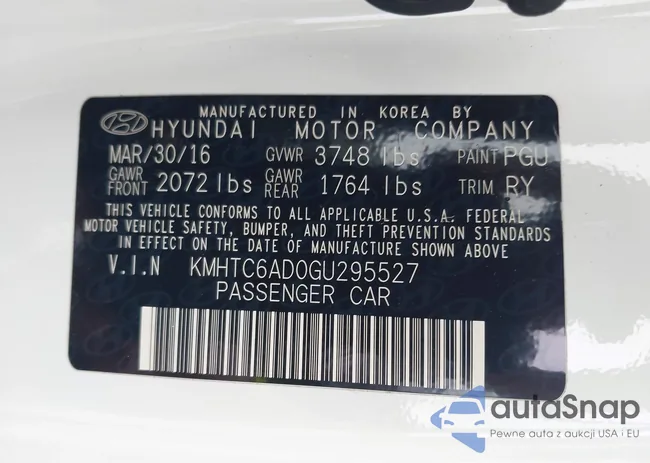 MANUFACTURED IN KOREA BY
HYUNDAI MOTOR COMPANY
MAR/30/16 GVWR 3748 lbs PAINT PGU
GAWR FRONT 2072 lbs GAWR REAR 1764 lbs TRIM RY
THIS VEHICLE CONFORMS TO ALL APPLICABLE U.S.A. FEDERAL
MOTOR VEHICLE SAFETY, BUMPER, AND THEFT PREVENTION STANDARDS
IN EFFECT ON THE DATE OF MANUFACTURE SHOWN ABOVE
V.I.N KMHTC6AD0GU295527
PASSENGER CAR
autaSnap
Pewne auta z aukcji USA i EU